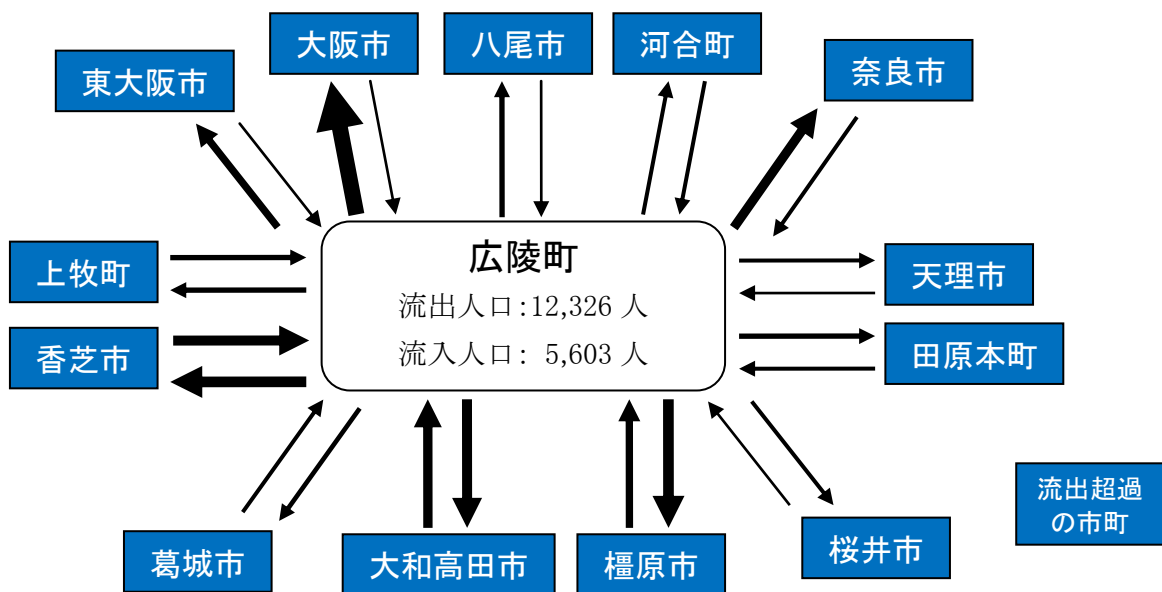 大阪市
八尾市
河合町
奈良市
東大阪市
広陵町
流出人口:12,326 人
流入人口: 5,603 人
上牧町
天理市
香芝市
田原本町
流出超過
の市町
葛城市
大和高田市
橿原市
桜井市